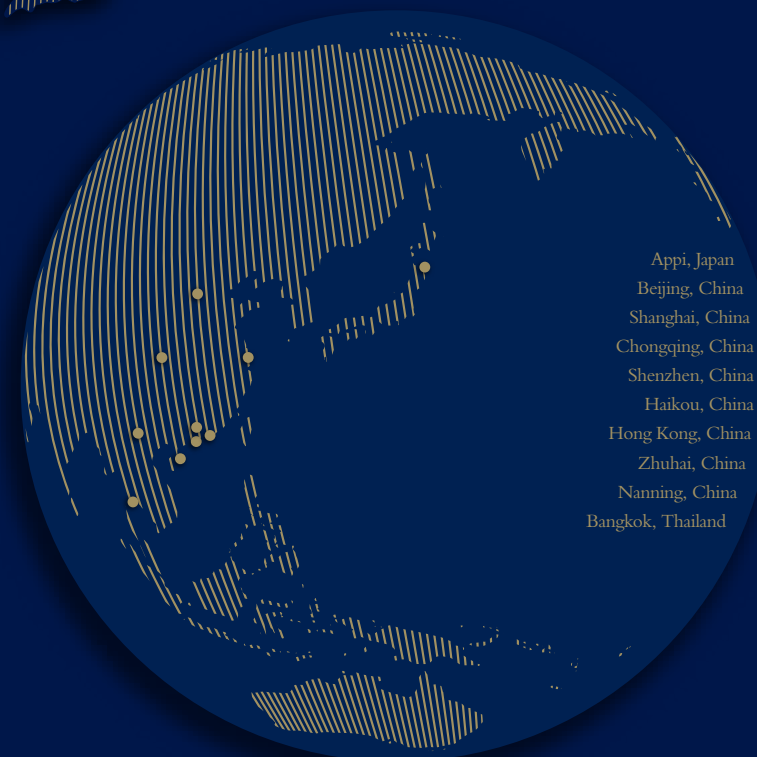 Appi, Japan
Beijing, China
Shanghai, China
Chongqing, China
Shenzhen, China
Haikou, China
Hong Kong, China
Zhuhai, China
Nanning, China
Bangkok, Thailand